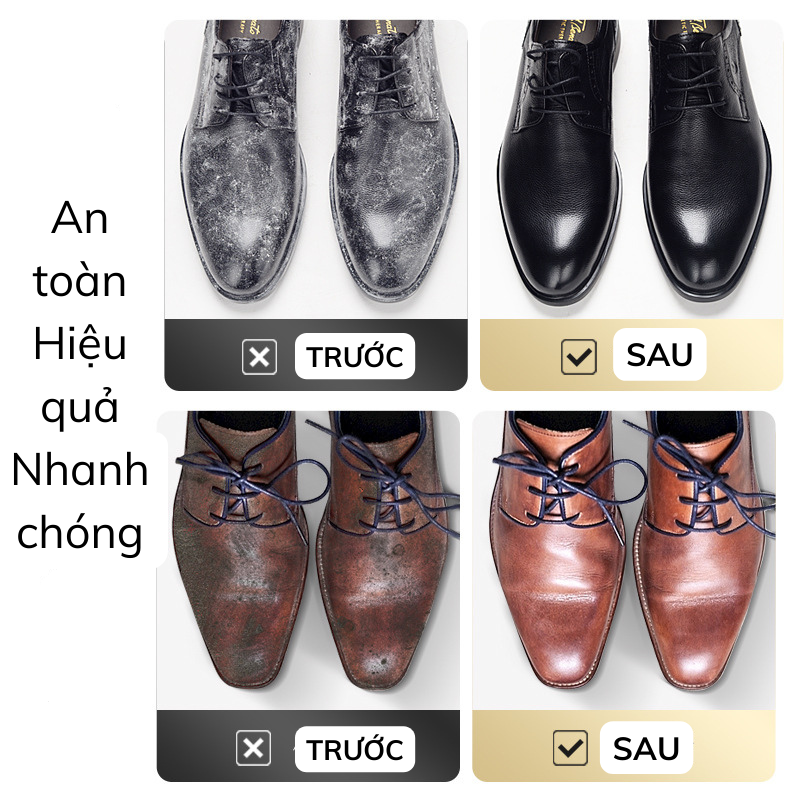 An
toàn
Hiệu
quả
Nhanh
chóng
TRƯỚC
SAU
TRƯỚC
SAU